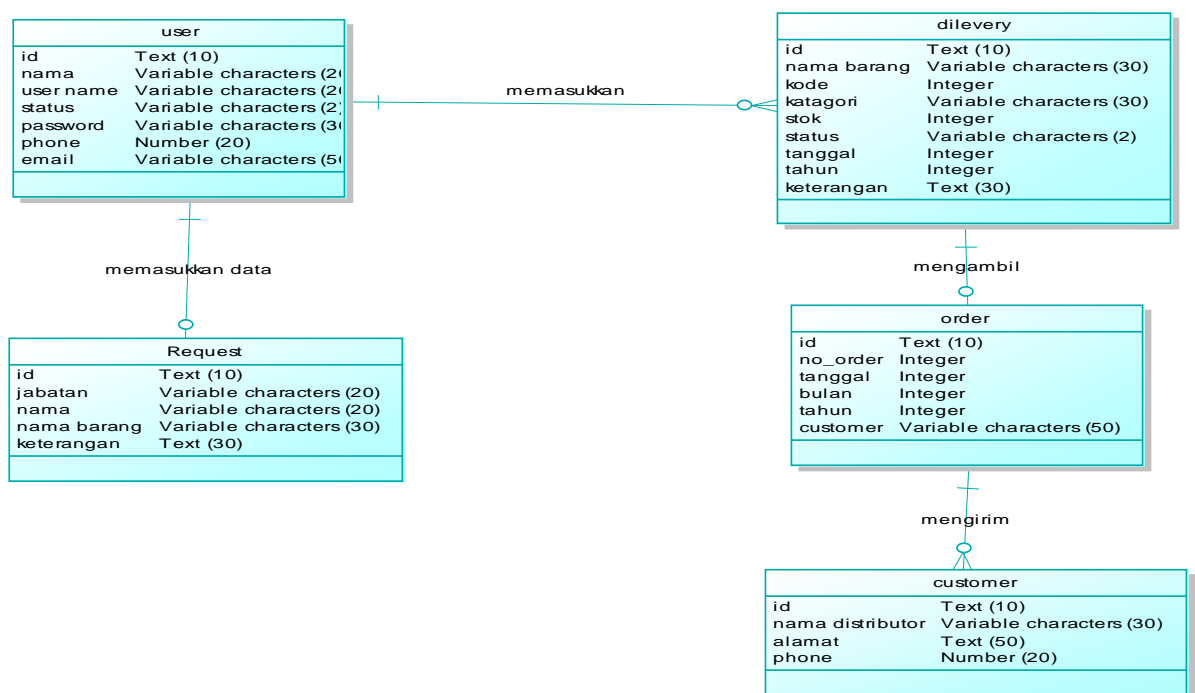 user
id Text (10)
nama Variable characters (2
user name Variable characters (2
status Variable characters (2)
password Variable characters (3
phone Number (20)
email Variable characters (5
memasukkan
dilevery
id Text (10)
nama barang Variable characters (30)
kode Integer
katagori Variable characters (30)
stok Integer
status Variable characters (2)
tanggal Integer
tahun Integer
keterangan Text (30)
memasukkan data
mengambil
Request
id Text (10)
jabatan Variable characters (20)
nama Variable characters (20)
nama barang Variable characters (30)
keterangan Text (30)
order
id Text (10)
no_order Integer
tanggal Integer
bulan Integer
tahun Integer
customer Variable characters (50)
mengirim
customer
id Text (10)
nama distributor Variable characters (30)
alamat Text (50)
phone Number (20)